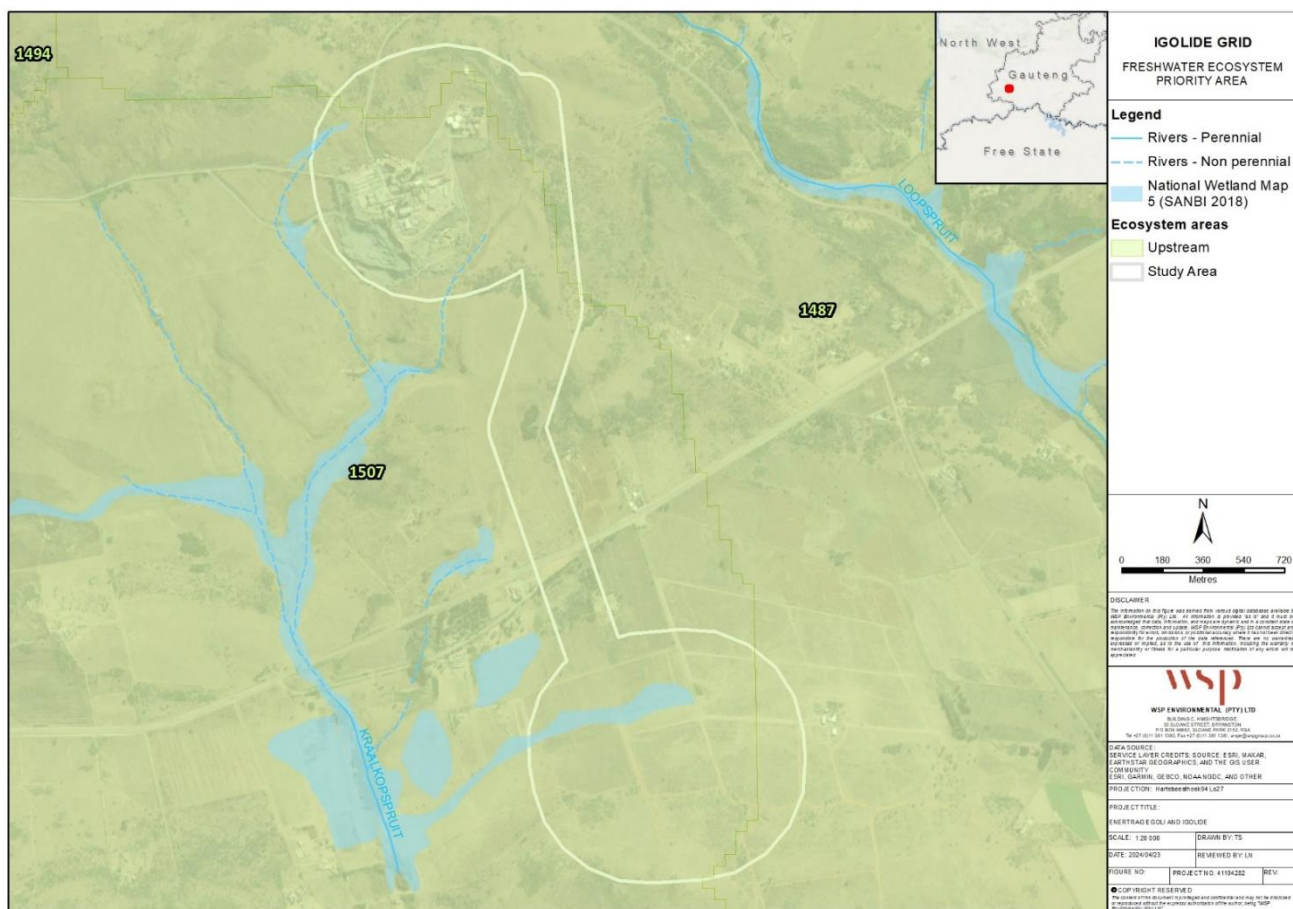 1494
1487
1507
LOOPSPRUIT
KRAALKOPSPRUIT
North West
Gauteng
Free State
IGOLIDE GRID
FRESHWATER ECOSYSTEM
PRIORITY AREA
Legend
Rivers - Perennial
Rivers - Non perennial
National Wetland Map
5 (SANBI 2018)
Ecosystem areas
Upstream
Study Area
N
0 180 360 540 720
Metres
DISCLAIMER
wsp
WSP ENVIRONMENTAL (PTY) LTD
DATA SOURCE:
SERVICE LAYER CREDITS: SOURCE: ESRI, MAXAR,
EARTHSTAR GEOGRAPHICS, AND THE GIS USER
COMMUNITY
ESRI, GARMIN, GEBCO, NOAA NGDC, AND OTHER
PROJECTION: Hartebeesthoek94 Lo27
PROJECT TITLE:
ENERTRAG EGOLI AND IGOLIDE
SCALE: 1:20 000
DRAWN BY: TS
DATE: 2024/04/23
REVIEWED BY: LN
FIGURE NO:
PROJECT NO: 41104282
REV:
COPYRIGHT RESERVED